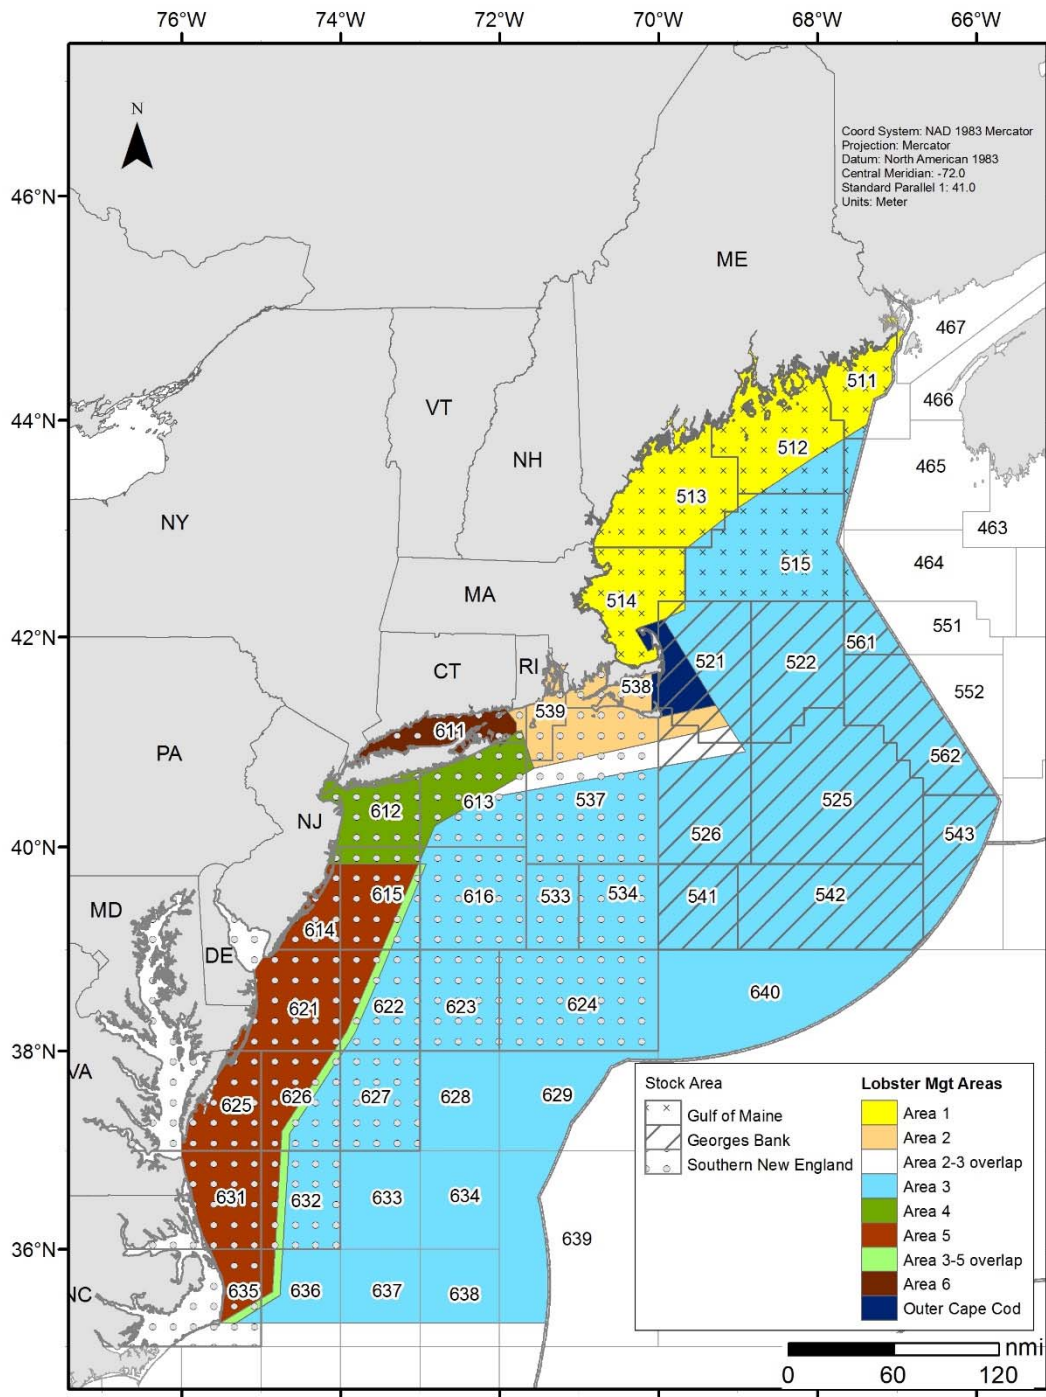 76°W 74°W 72°W 70°W 68°W 66°W
N
Coord System: NAD 1983 Mercator
Projection: Mercator
Datum: North American 1983
Central Meridian: -72.0
Standard Parallel 1: 41.0
Units: Meter
46°N
ME
467
511
466
VT
44°N
512
NH
465
513
NY
463
464
515
MA
514
551
42°N
561
521 522
CT RI
538
552
539
611
PA
562
537
613
525
612
NJ
526
543
40°N
615 616 533 534 541 542
MD
614
DE
640
621 622 623 624
38°N
VA
625 626 627 628 629
631 632 633 634
639
36°N
NC
635 636 637 638
Stock Area
Gulf of Maine
Georges Bank
Southern New England
Lobster Mgt Areas
Area 1
Area 2
Area 2-3 overlap
Area 3
Area 4
Area 5
Area 3-5 overlap
Area 6
Outer Cape Cod
nmi
0 60 120